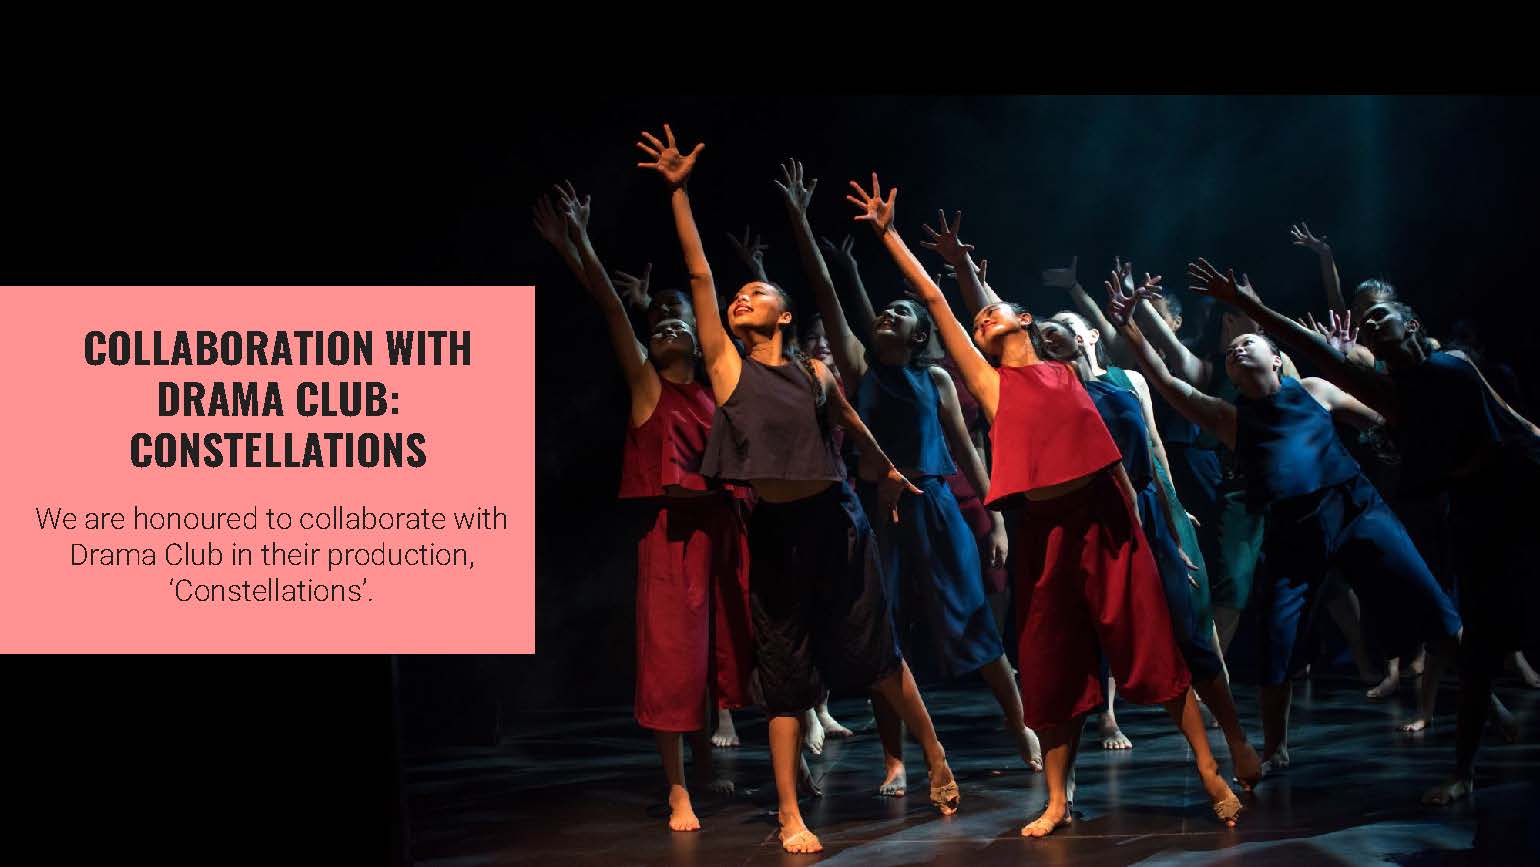 COLLABORATION WITH
DRAMA CLUB:
CONSTELLATIONS
We are honoured to collaborate with
Drama Club in their production,
‘Constellations’.